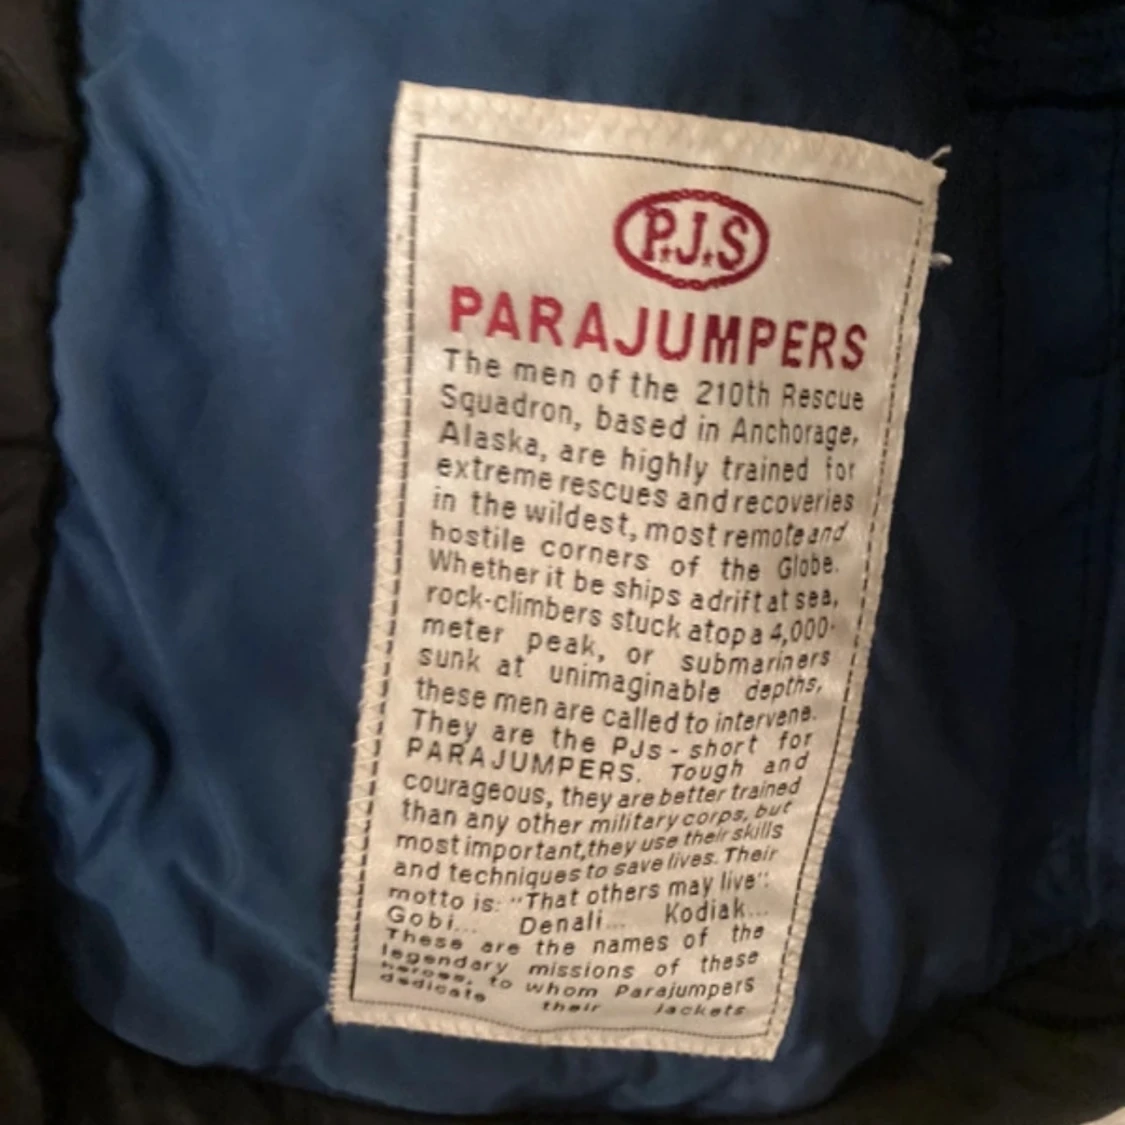 P.J.S
PARAJUMPERS
The men of the 210th Rescue
Squadron, based in Anchorage,
Alaska, are highly trained for
extreme rescues and recoveries
in the wildest, most remote and
hostile corners of the Globe.
Whether it be ships adrift at sea,
rock-climbers stuck atop a 4,000-
meter peak, or submariners
sunk at unimaginable depths,
these men are called to intervene.
They are the PJs - short for
PARAJUMPERS. Tough and
courageous, they are better trained
than any other military corps, but
most important, they use their skills
and techniques to save lives. Their
motto is: "That others may live".
Gobi... Denali... Kodiak...
These are the names of the
legendary missions of these
heroes, to whom Parajumpers
dedicate their jackets